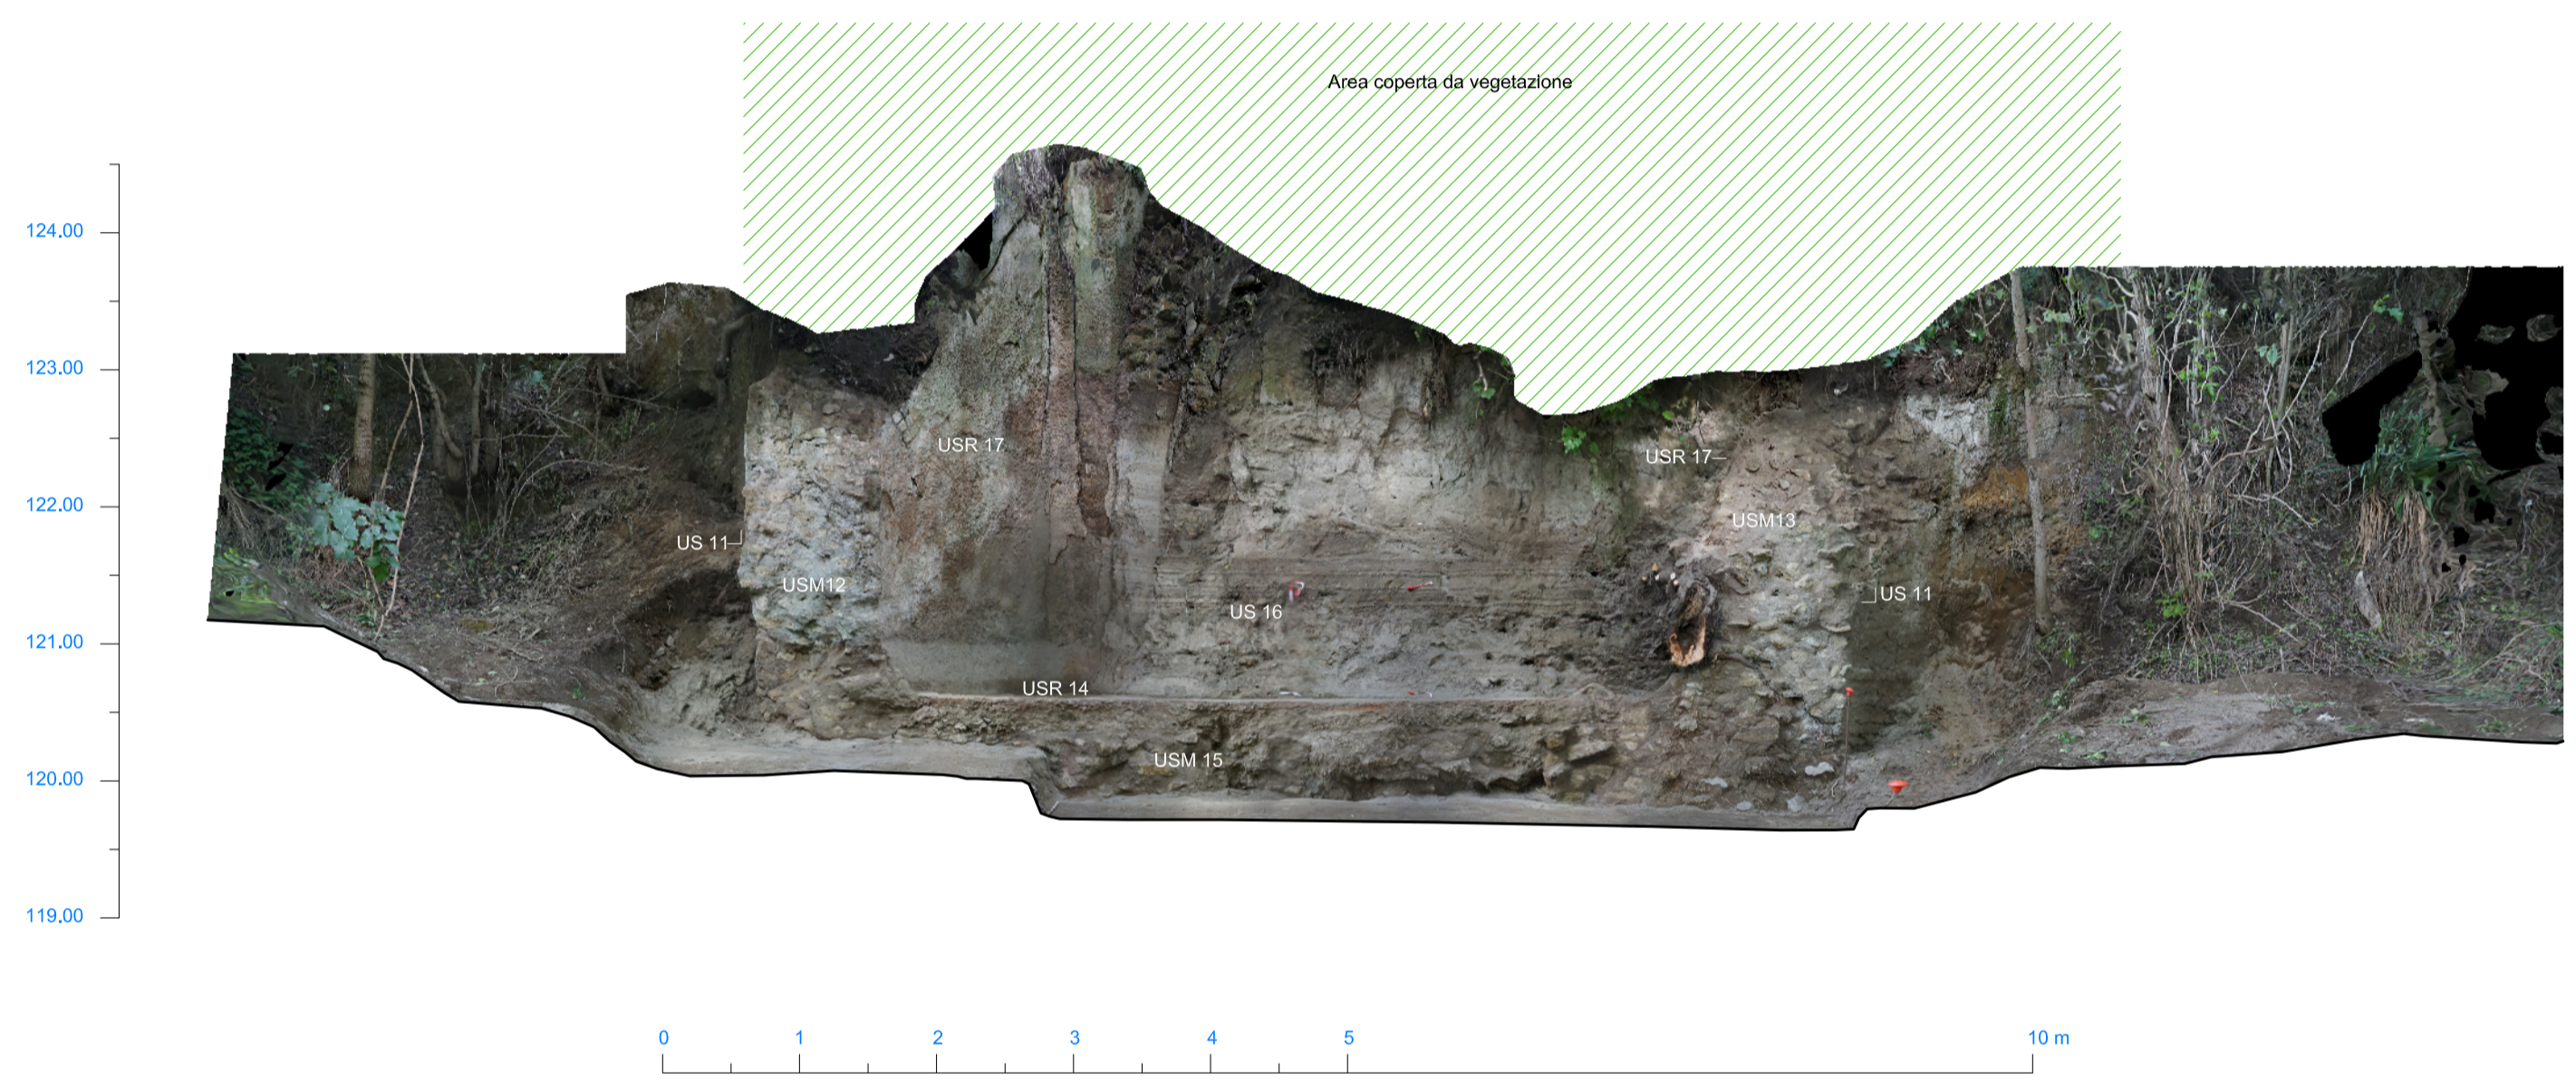 Area coperta da vegetazione
124.00
123.00
122.00
121.00
120.00
119.00
USR 17
USR 17
USM13
US 11
USM12
US 11
US 16
USR 14
USM 15
0 1 2 3 4 5 10 m